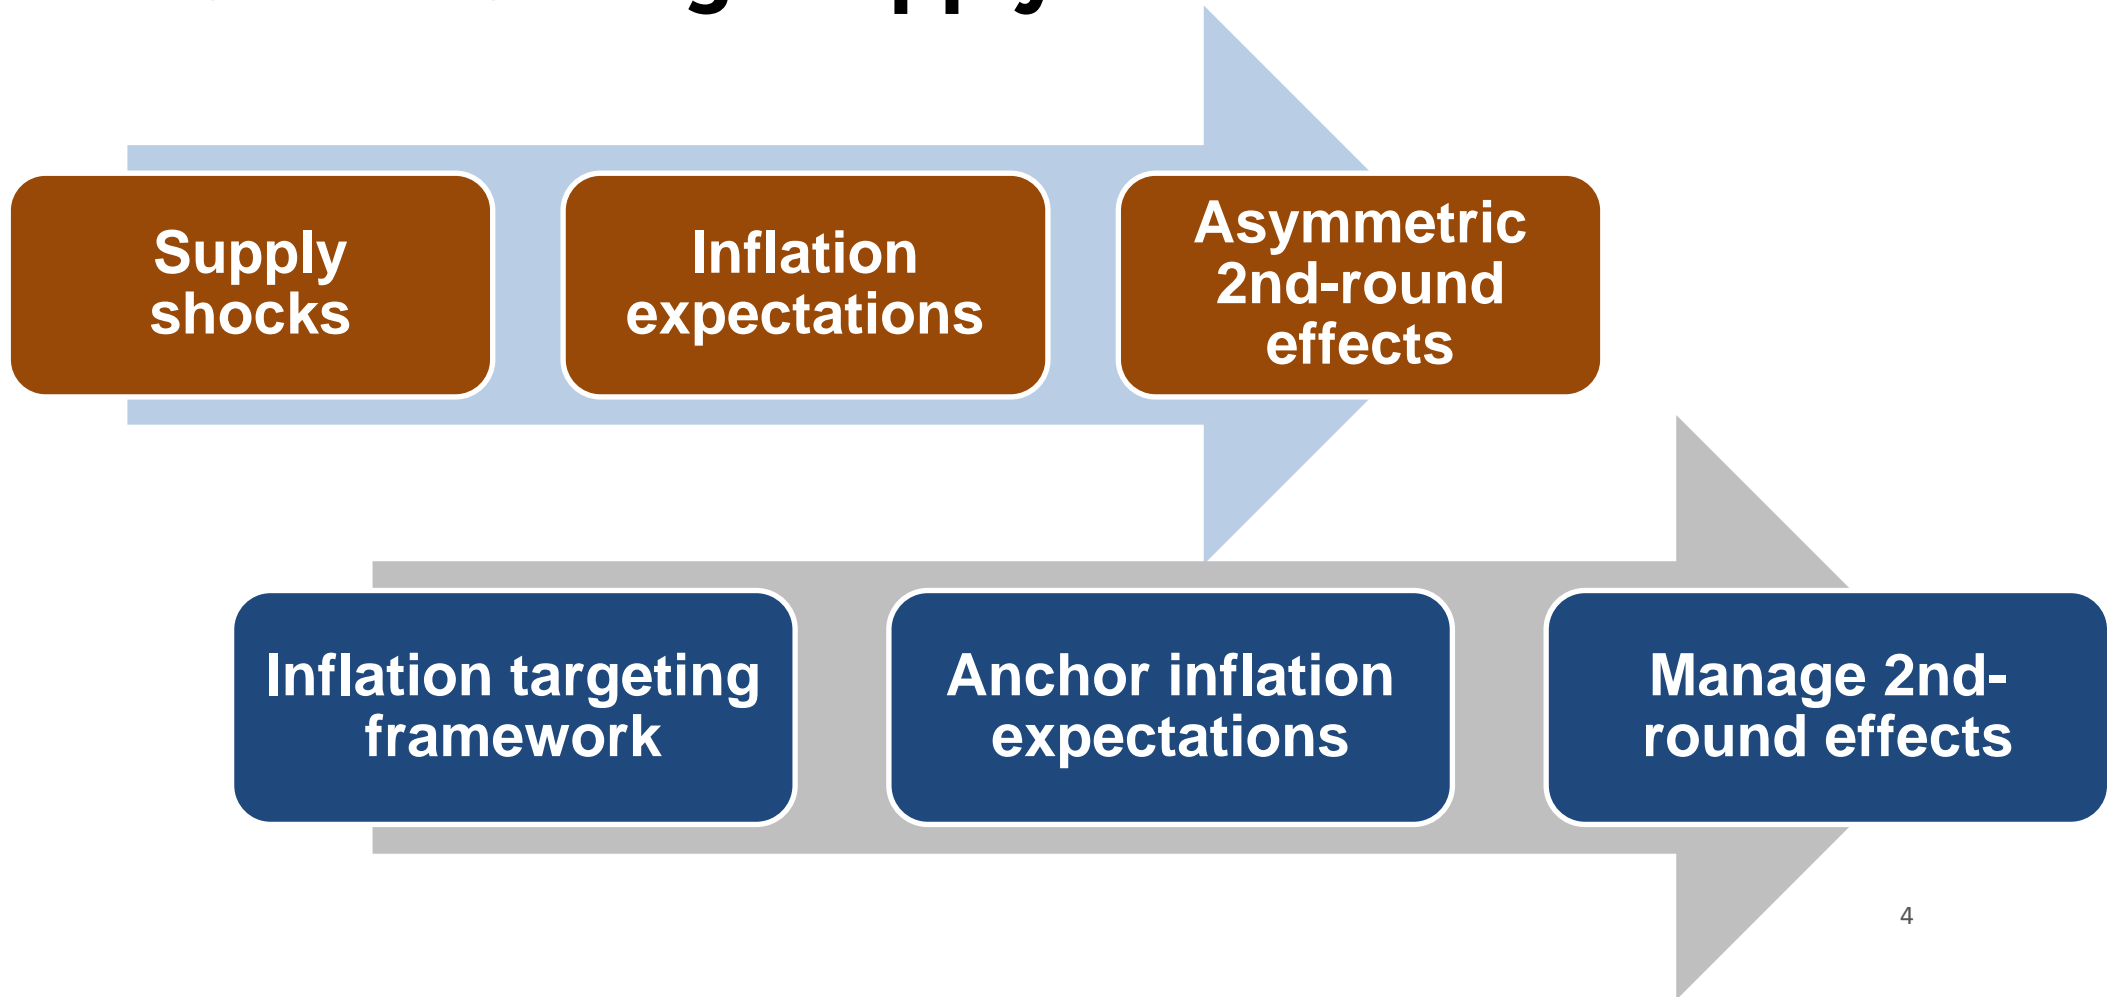 Supply
shocks
Inflation
expectations
Asymmetric
2nd-round
effects
Inflation targeting
framework
Anchor inflation
expectations
Manage 2nd-
round effects
4